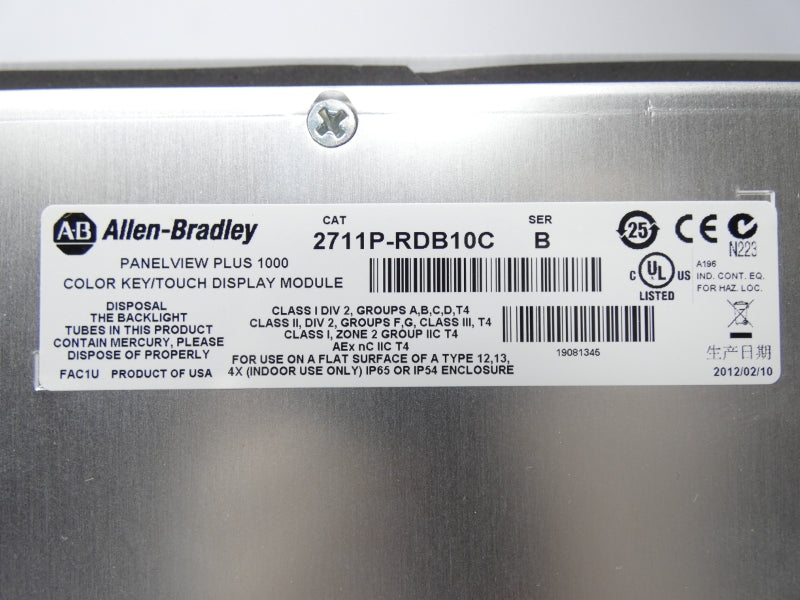 AB Allen-Bradley
CAT
2711P-RDB10C
SER
B
25
CE
N223
PANELVIEW PLUS 1000
COLOR KEY/TOUCH DISPLAY MODULE
C UL US
LISTED
A196
IND. CONT. EQ.
FOR HAZ. LOC.
DISPOSAL
THE BACKLIGHT
TUBES IN THIS PRODUCT
CONTAIN MERCURY, PLEASE
DISPOSE OF PROPERLY
CLASS I DIV 2, GROUPS A,B,C,D,T4
CLASS II, DIV 2, GROUPS F,G, CLASS III, T4
CLASS I, ZONE 2 GROUP IIC T4
AEx nC IIC T4
FOR USE ON A FLAT SURFACE OF A TYPE 12,13,
4X (INDOOR USE ONLY) IP65 OR IP54 ENCLOSURE
19081345
FAC1U PRODUCT OF USA
生产日期
2012/02/10